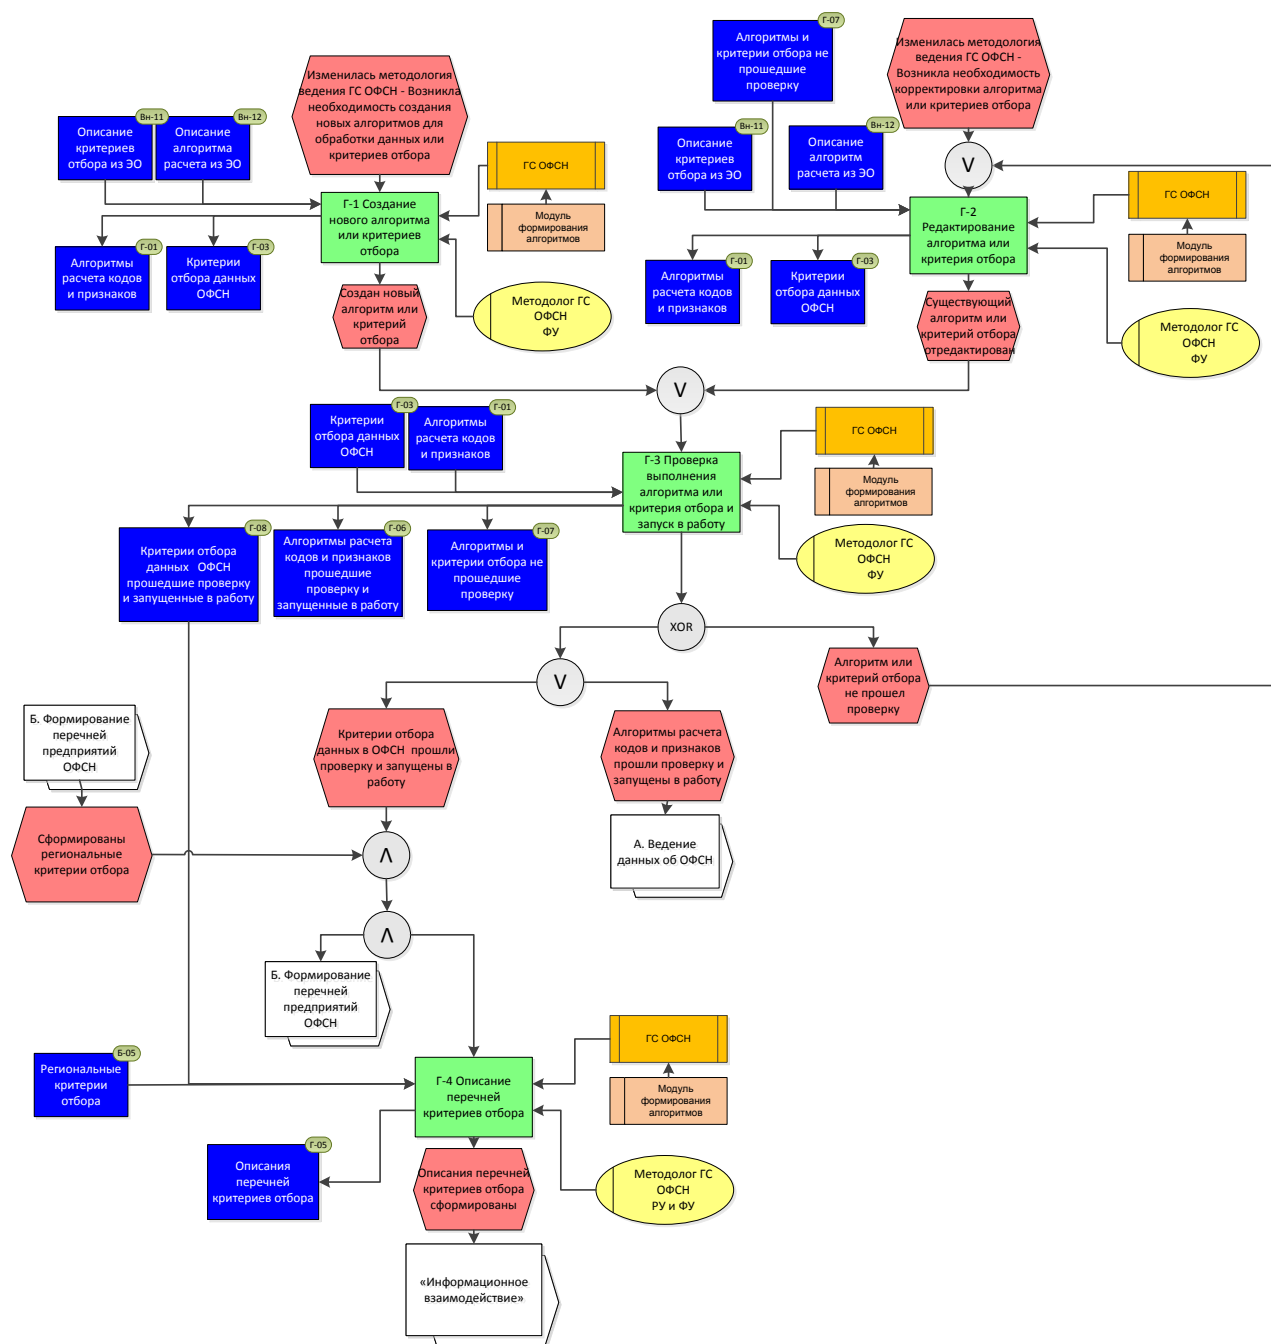 Г-07
Алгоритмы и
критерии отбора не
прошедшие
проверку
Изменилась методология
ведения ГС ОФСН -
Возникла необходимость
корректировки алгоритма
или критериев отбора
Изменилась методология
ведения ГС ОФСН - Возникла
необходимость создания
новых алгоритмов для
обработки данных или
критериев отбора
Вн-11
Описание
критериев
отбора из ЭО
Вн-12
Описание
алгоритма
расчета из ЭО
Вн-11
Описание
критериев
отбора из ЭО
Вн-12
Описание
алгоритм
расчета из ЭО
V
ГС ОФСН
Модуль
формирования
алгоритмов
ГС ОФСН
Модуль
формирования
алгоритмов
Г-1 Создание
нового алгоритма
или критериев
отбора
Г-2
Редактирование
алгоритма или
критерия отбора
Г-01
Алгоритмы
расчета кодов
и признаков
Г-03
Критерии
отбора данных
ОФСН
Г-01
Алгоритмы
расчета кодов
и признаков
Г-03
Критерии
отбора данных
ОФСН
Создан новый
алгоритм или
критерий
отбора
Методолог ГС
ОФСН
ФУ
Существующий
алгоритм или
критерий отбора
отредактирован
Методолог ГС
ОФСН
ФУ
V
Г-03
Критерии
отбора данных
ОФСН
Г-01
Алгоритмы
расчета кодов
и признаков
ГС ОФСН
Модуль
формирования
алгоритмов
Г-3 Проверка
выполнения
алгоритма или
критерия отбора и
запуск в работу
Г-08
Критерии отбора
данных ОФСН
прошедшие проверку
и запущенные в работу
Г-06
Алгоритмы расчета
кодов и признаков
прошедшие
проверку и
запущенные в работу
Г-07
Алгоритмы и
критерии отбора не
прошедшие
проверку
Методолог ГС
ОФСН
ФУ
XOR
V
Алгоритм или
критерий отбора
не прошел
проверку
Б. Формирование
перечней
предприятий
ОФСН
Критерии отбора
данных в ОФСН прошли
проверку и запущены в
работу
Алгоритмы расчета
кодов и признаков
прошли проверку и
запущены в работу
Сформированы
региональные
критерии отбора
Λ
А. Ведение
данных об ОФСН
Λ
Б. Формирование
перечней
предприятий
ОФСН
ГС ОФСН
Модуль
формирования
алгоритмов
Б-05
Региональные
критерии
отбора
Г-4 Описание
перечней
критериев отбора
Г-05
Описания
перечней
критериев отбора
Описания перечней
критериев отбора
сформированы
Методолог ГС
ОФСН
РУ и ФУ
«Информационное
взаимодействие»